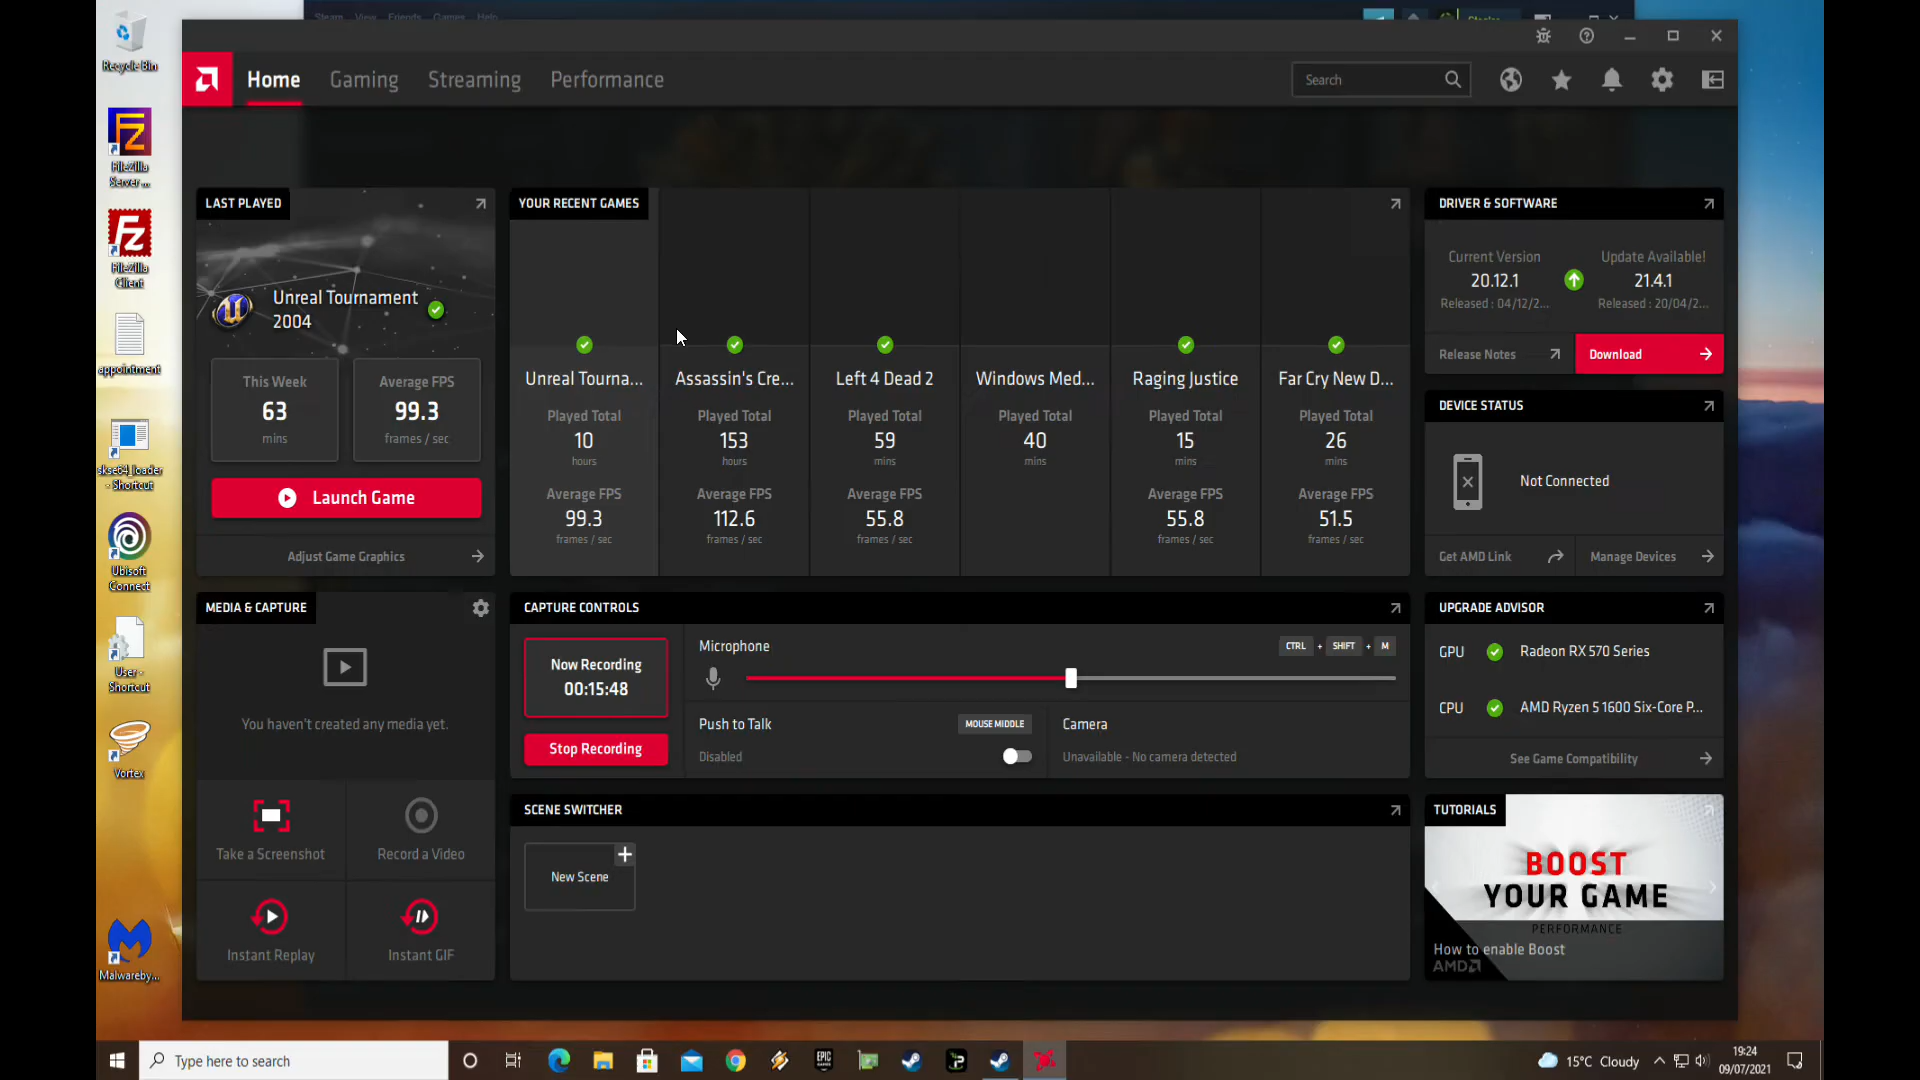 Steam View Friends Games Help
Recycle Bin
FileZilla
Server ...
FileZilla
Client
appointment
skse64_loader
- Shortcut
Ubisoft
Connect
User -
Shortcut
Vortex
Malwareby...
Home Gaming Streaming Performance
Search
LAST PLAYED
Unreal Tournament
2004
This Week
63
mins
Average FPS
99.3
frames / sec
Launch Game
Adjust Game Graphics
YOUR RECENT GAMES
Unreal Tourna...
Played Total
10
hours
Average FPS
99.3
frames / sec
Assassin's Cre...
Played Total
153
hours
Average FPS
112.6
frames / sec
Left 4 Dead 2
Played Total
59
mins
Average FPS
55.8
frames / sec
Windows Med...
Played Total
40
mins
Raging Justice
Played Total
15
mins
Average FPS
55.8
frames / sec
Far Cry New D...
Played Total
26
mins
Average FPS
51.5
frames / sec
DRIVER & SOFTWARE
Current Version
20.12.1
Released : 04/12/2...
Update Available!
21.4.1
Released : 20/04/2...
Release Notes
Download
DEVICE STATUS
Not Connected
Get AMD Link
Manage Devices
MEDIA & CAPTURE
You haven't created any media yet.
Take a Screenshot
Record a Video
Instant Replay
Instant GIF
CAPTURE CONTROLS
Now Recording
00:15:48
Stop Recording
Microphone
CTRL + SHIFT + M
Push to Talk
MOUSE MIDDLE
Disabled
Camera
Unavailable - No camera detected
SCENE SWITCHER
New Scene
UPGRADE ADVISOR
GPU Radeon RX 570 Series
CPU AMD Ryzen 5 1600 Six-Core P...
See Game Compatibility
TUTORIALS
BOOST
YOUR GAME
PERFORMANCE
How to enable Boost
AMD
Type here to search
EPIC
GAMES
15°C Cloudy
19:24
09/07/2021